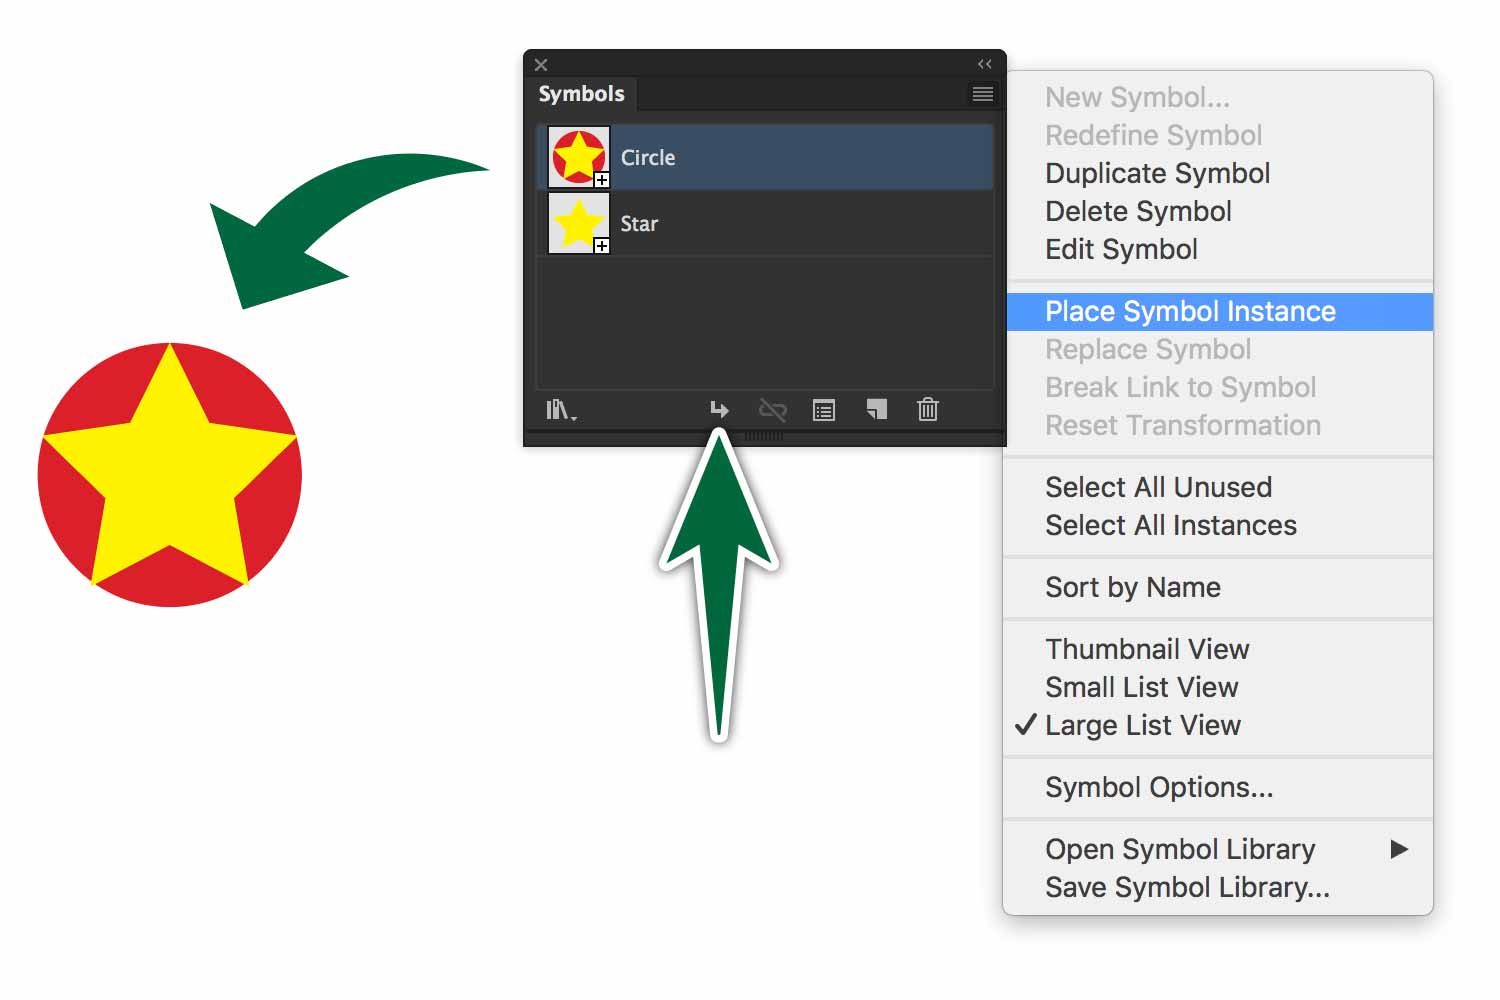 Symbols
Circle
Star
New Symbol...
Redefine Symbol
Duplicate Symbol
Delete Symbol
Edit Symbol
Place Symbol Instance
Replace Symbol
Break Link to Symbol
Reset Transformation
Select All Unused
Select All Instances
Sort by Name
Thumbnail View
Small List View
Large List View
Symbol Options...
Open Symbol Library
Save Symbol Library...